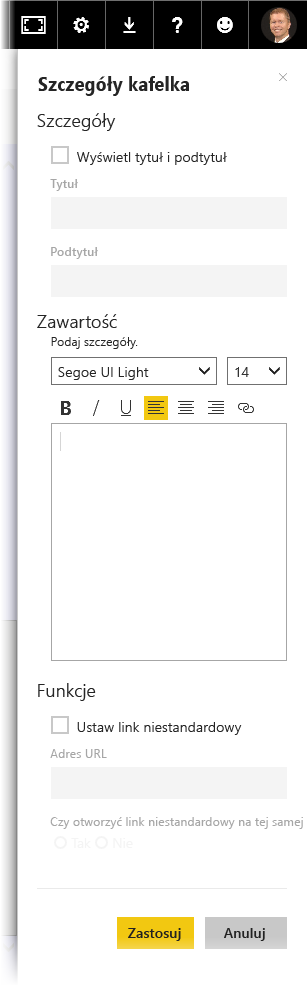 Szczegóły kafelka
Szczegóły
Wyświetl tytuł i podtytuł
Tytuł
Podtytuł
Zawartość
Podaj szczegóły.
Segoe UI Light 14
B / U
Funkcje
Ustaw link niestandardowy
Adres URL
Czy otworzyć link niestandardowy na tej samej
Tak Nie
Zastosuj Anuluj